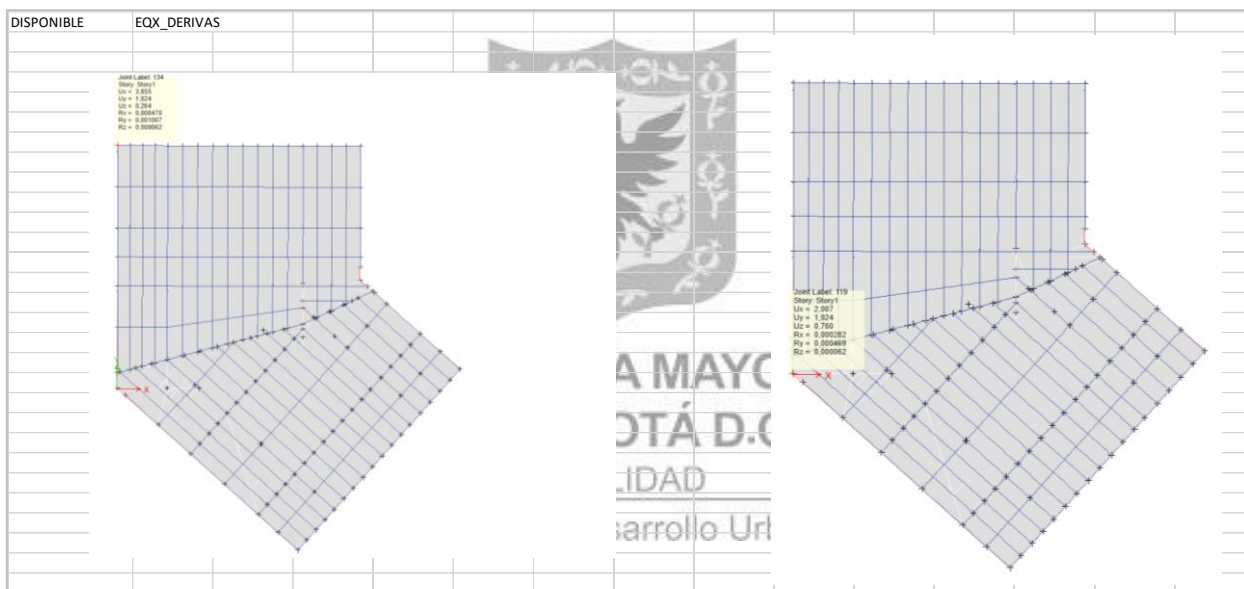 DISPONIBLE EQX_DERIVAS
Joint Label: 134
Story: Story1
Ux = 3,855
Uy = 1,924
Uz = 0,264
Rx = 0,000470
Ry = 0,001007
Rz = 0,000062
X
Joint Label: 119
Story: Story1
Ux = 2,007
Uy = 1,924
Uz = 0,760
Rx = 0,000282
Ry = 0,000469
Rz = 0,000062
X
A MAYO
OTÁ D.C
LIDAD
sarrollo Urb